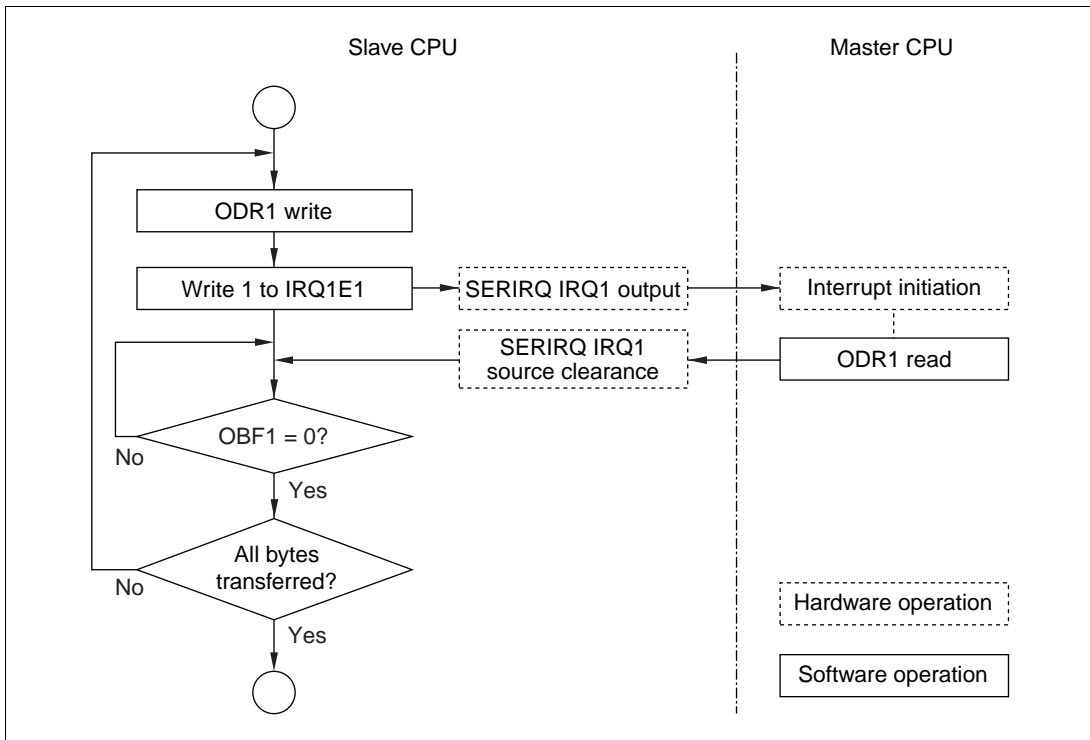 Slave CPU
Master CPU
ODR1 write
Write 1 to IRQ1E1
SERIRQ IRQ1 output
Interrupt initiation
SERIRQ IRQ1
source clearance
ODR1 read
OBF1 = 0?
No
Yes
All bytes
transferred?
No
Yes
Hardware operation
Software operation